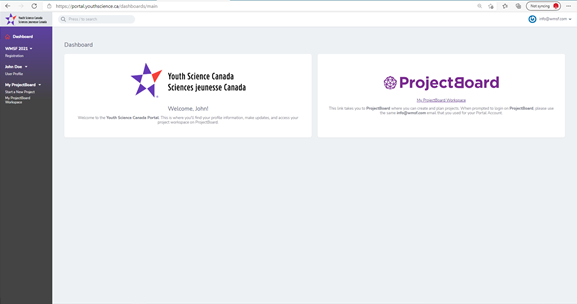 https://portal.youthscience.ca/dashboards/main
Not syncing
Youth Science Canada
Sciences jeunesse Canada
Press / to search
info@wmsf.com
Dashboard
WMSF 2021
Registration
John Doe
User Profile
My ProjectBoard
Start a New Project
My ProjectBoard
Workspace
Dashboard
Youth Science Canada
Sciences jeunesse Canada
Welcome, John!
Welcome to the Youth Science Canada Portal. This is where you'll find your profile information, make updates, and access your
project workspace on ProjectBoard.
ProjectBoard
My ProjectBoard Workspace
This link takes you to ProjectBoard where you can create and plan projects. When prompted to login on ProjectBoard, please use
the same info@wmsf.com email that you used for your Portal Account